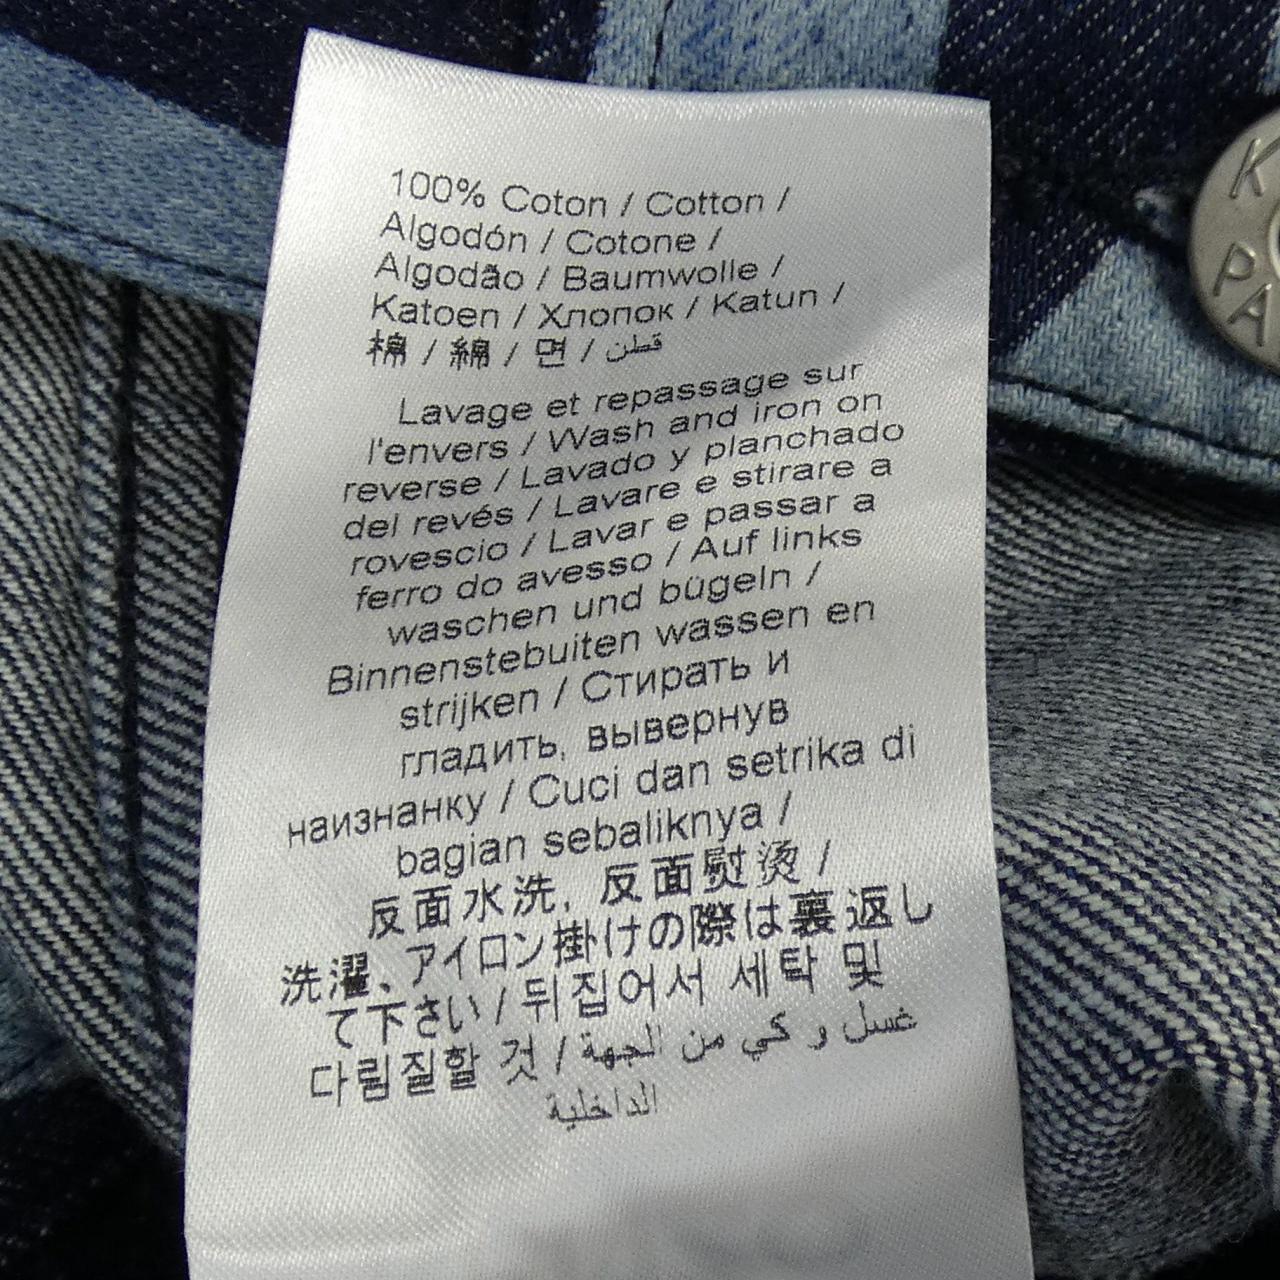 100% Coton / Cotton /
Algodón / Cotone /
Algodão / Baumwolle /
Katoen / Хлопок / Katun /
棉 / 綿 / 면 / قطن
Lavage et repassage sur
l'envers / Wash and iron on
reverse / Lavado y planchado
del revés / Lavare e stirare a
rovescio / Lavar e passar a
ferro do avesso / Auf links
waschen und bügeln /
Binnenstebuiten wassen en
strijken / Стирать и
гладить, вывернув
наизнанку / Cuci dan setrika di
bagian sebaliknya /
反面水洗, 反面熨烫 /
洗濯、アイロン掛けの際は裏返し
て下さい / 뒤집어서 세탁 및
다림질할 것 / غسل و كي من الجهة
الداخلية
K
PA